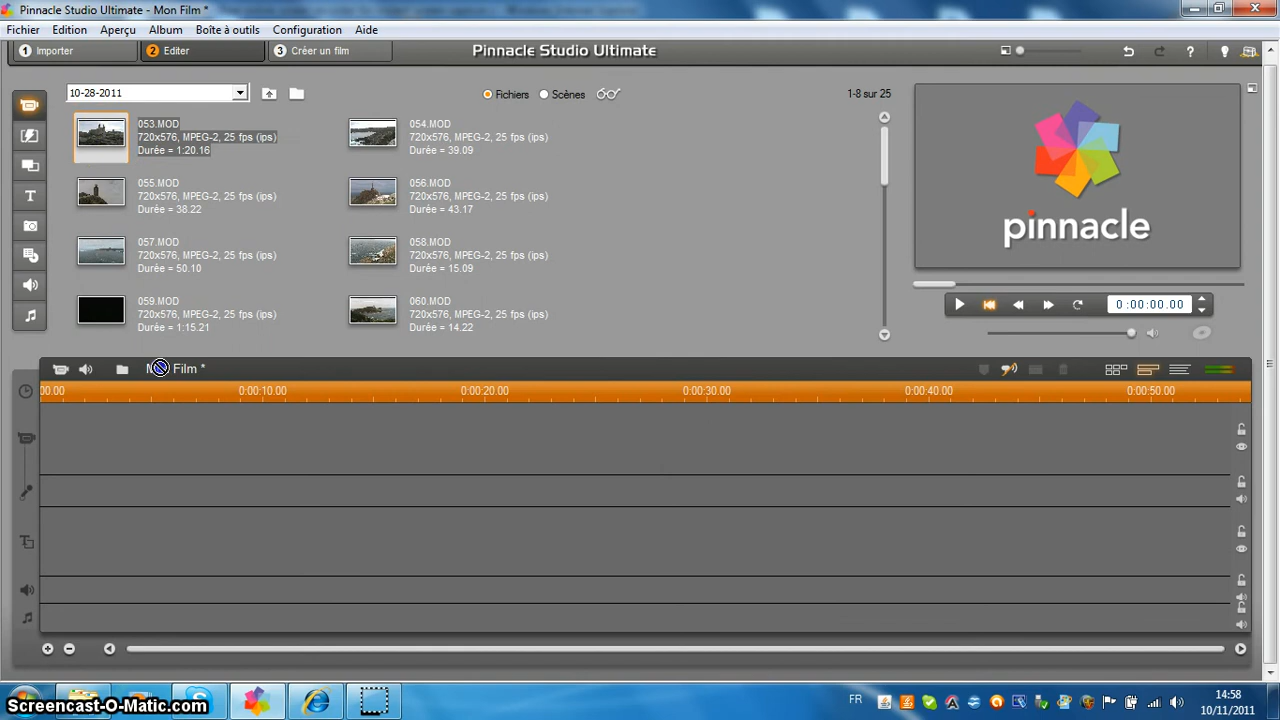 Pinnacle Studio Ultimate - Mon Film *
Fichier Edition Aperçu Album Boîte à outils Configuration Aide
1 Importer 2 Editer 3 Créer un film Pinnacle Studio Ultimate ?
10-28-2011 Fichiers Scènes 1-8 sur 25
053.MOD
720x576, MPEG-2, 25 fps (ips)
Durée = 1:20.16
054.MOD
720x576, MPEG-2, 25 fps (ips)
Durée = 39.09
055.MOD
720x576, MPEG-2, 25 fps (ips)
Durée = 38.22
056.MOD
720x576, MPEG-2, 25 fps (ips)
Durée = 43.17
057.MOD
720x576, MPEG-2, 25 fps (ips)
Durée = 50.10
058.MOD
720x576, MPEG-2, 25 fps (ips)
Durée = 15.09
059.MOD
720x576, MPEG-2, 25 fps (ips)
Durée = 1:15.21
060.MOD
720x576, MPEG-2, 25 fps (ips)
Durée = 14.22
T
pinnacle
0:00:00.00
Film *
00.00 0:00:10.00 0:00:20.00 0:00:30.00 0:00:40.00 0:00:50.00
FR
14:58
10/11/2011
Screencast-O-Matic.com